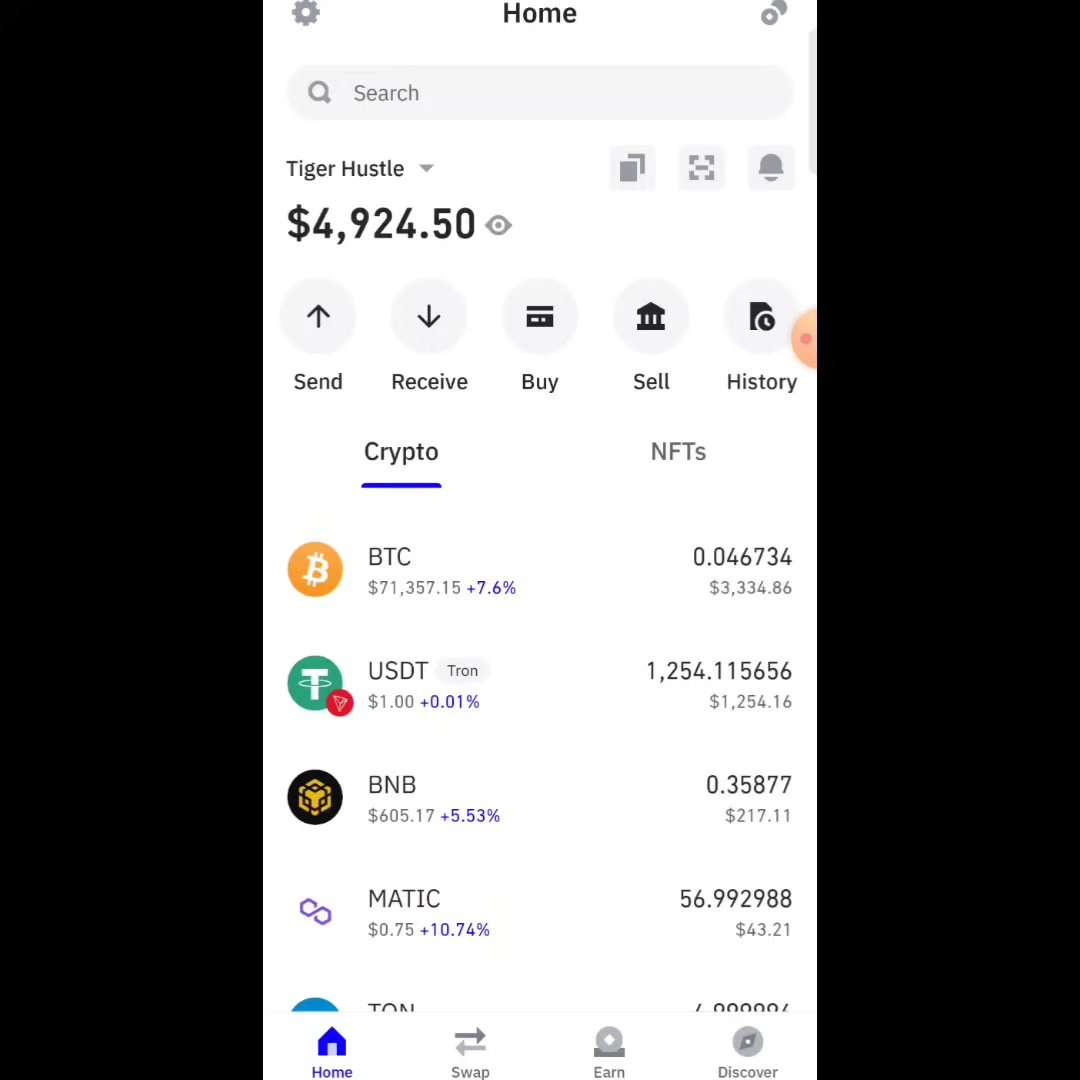 Home
Search
Tiger Hustle
$4,924.50
Send Receive Buy Sell History
Crypto NFTs
BTC 0.046734
$71,357.15 +7.6% $3,334.86
USDT Tron 1,254.115656
$1.00 +0.01% $1,254.16
BNB 0.35877
$605.17 +5.53% $217.11
MATIC 56.992988
$0.75 +10.74% $43.21
TON
Home Swap Earn Discover